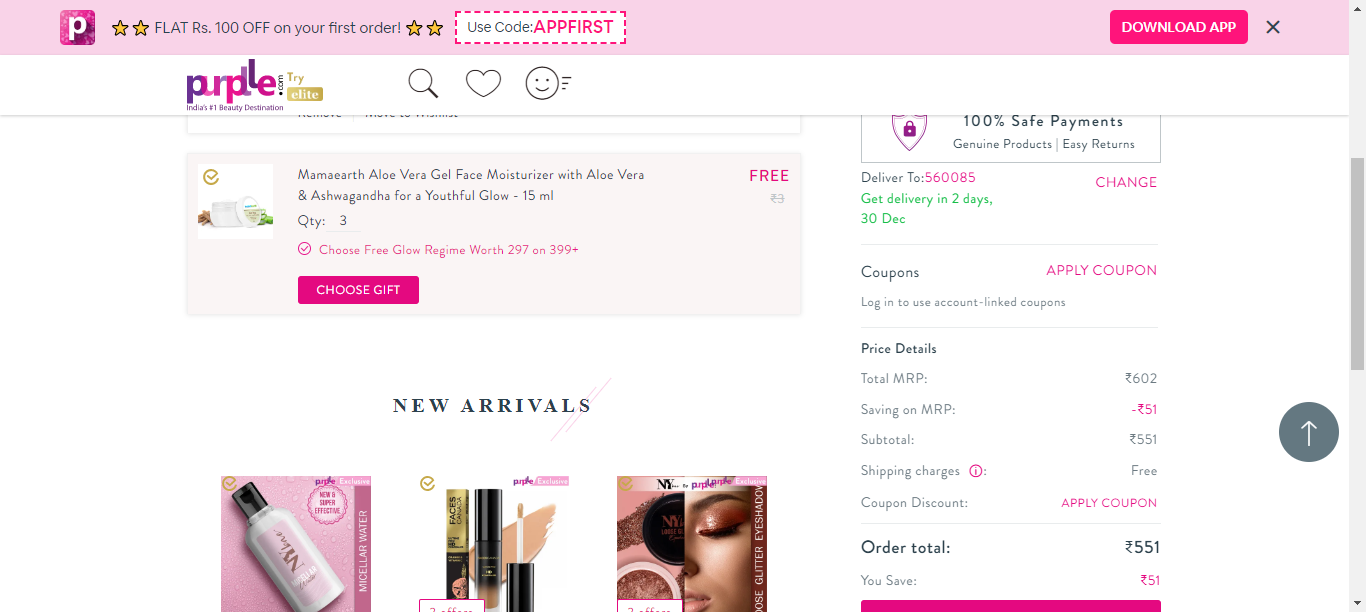 FLAT Rs. 100 OFF on your first order!
Use Code:APPFIRST
DOWNLOAD APP
purplle.com
Try
elite
India's #1 Beauty Destination
Remove
Move to Wishlist
Mamaearth Aloe Vera Gel Face Moisturizer with Aloe Vera
& Ashwagandha for a Youthful Glow - 15 ml
FREE
₹3
Qty: 3
Choose Free Glow Regime Worth 297 on 399+
CHOOSE GIFT
NEW ARRIVALS
purplle Exclusive
NEW &
SUPER
EFFECTIVE
NYBae
MICELLAR WATER
purplle Exclusive
FACES CANADA
2 offers
NYBae
purplle Exclusive
LOOSE GLITTER EYESHADOW
2 offers
100% Safe Payments
Genuine Products | Easy Returns
Deliver To:560085
CHANGE
Get delivery in 2 days,
30 Dec
Coupons
APPLY COUPON
Log in to use account-linked coupons
Price Details
Total MRP: ₹602
Saving on MRP: -₹51
Subtotal: ₹551
Shipping charges ⓘ: Free
Coupon Discount: APPLY COUPON
Order total: ₹551
You Save: ₹51